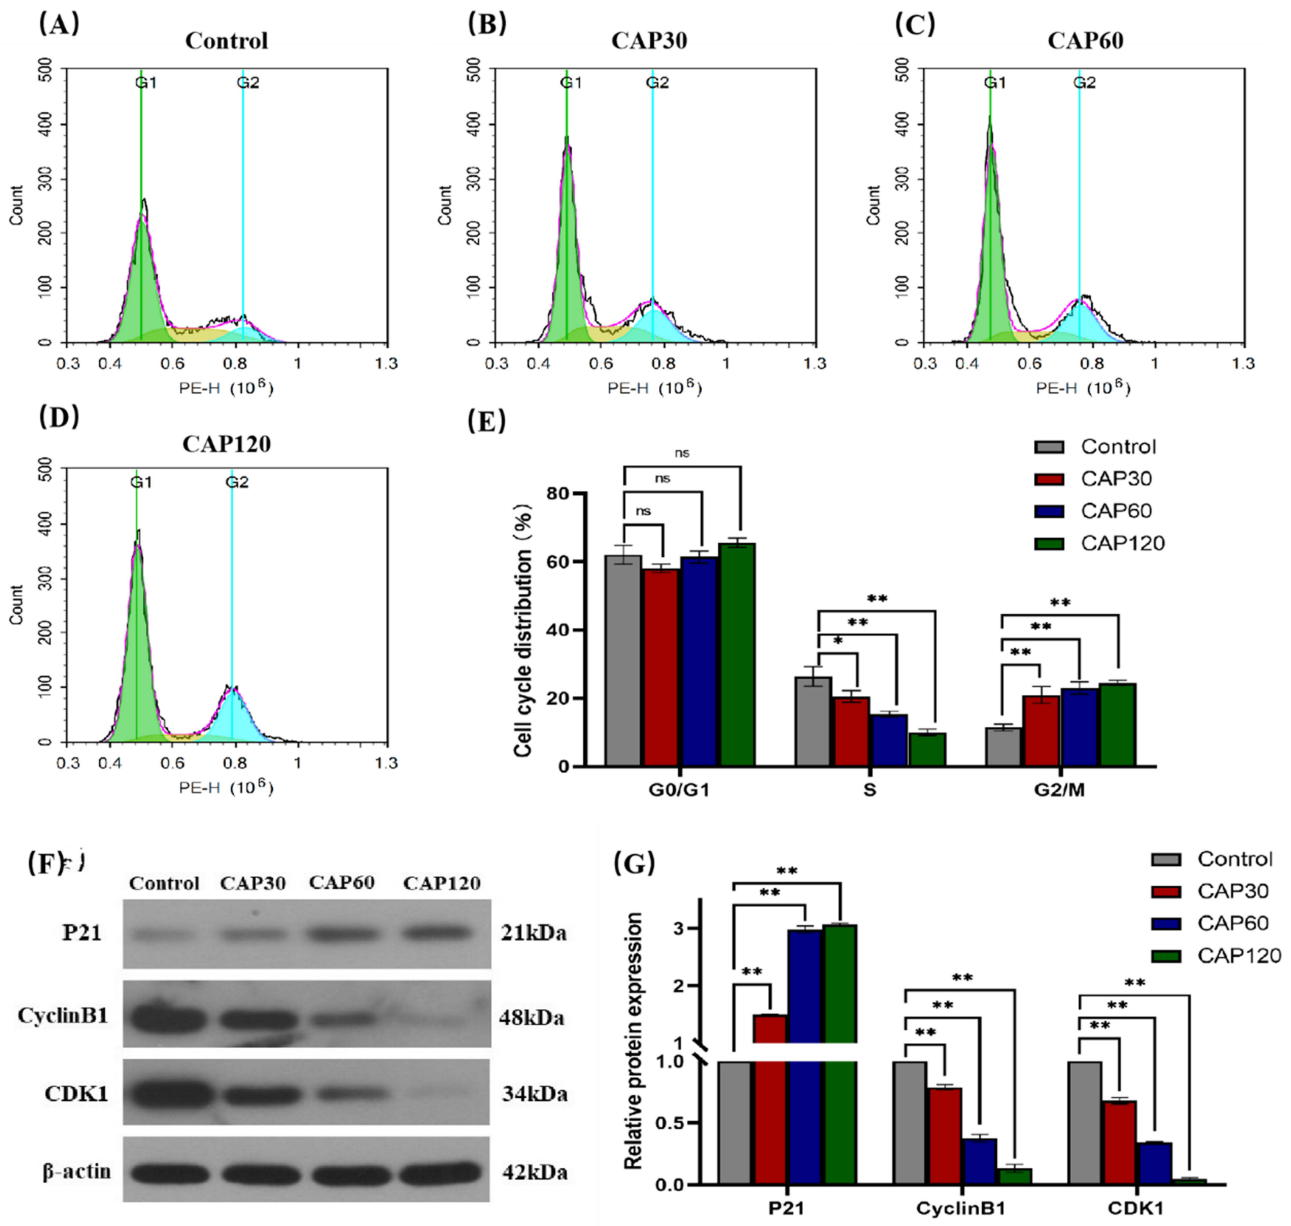 (A)
Control
500
400
300
200
100
0
Count
G1
G2
0.3 0.4 0.6 0.8 1 1.3
PE-H (10⁶)
(B)
CAP30
500
400
300
200
100
0
Count
G1
G2
0.3 0.4 0.6 0.8 1 1.3
PE-H (10⁶)
(C)
CAP60
500
400
300
200
100
0
Count
G1
G2
0.3 0.4 0.6 0.8 1 1.3
PE-H (10⁶)
(D)
CAP120
500
400
300
200
100
0
Count
G1
G2
0.3 0.4 0.6 0.8 1 1.3
PE-H (10⁶)
(E)
Control
CAP30
CAP60
CAP120
Cell cycle distribution (%)
80
60
40
20
0
ns
ns
ns
**
**
*
**
**
**
G0/G1 S G2/M
(F)
Control CAP30 CAP60 CAP120
P21 21kDa
CyclinB1 48kDa
CDK1 34kDa
β-actin 42kDa
(G)
Control
CAP30
CAP60
CAP120
Relative protein expression
3
2
1
1.0
0.5
0.0
**
**
**
**
**
**
**
**
**
P21 CyclinB1 CDK1